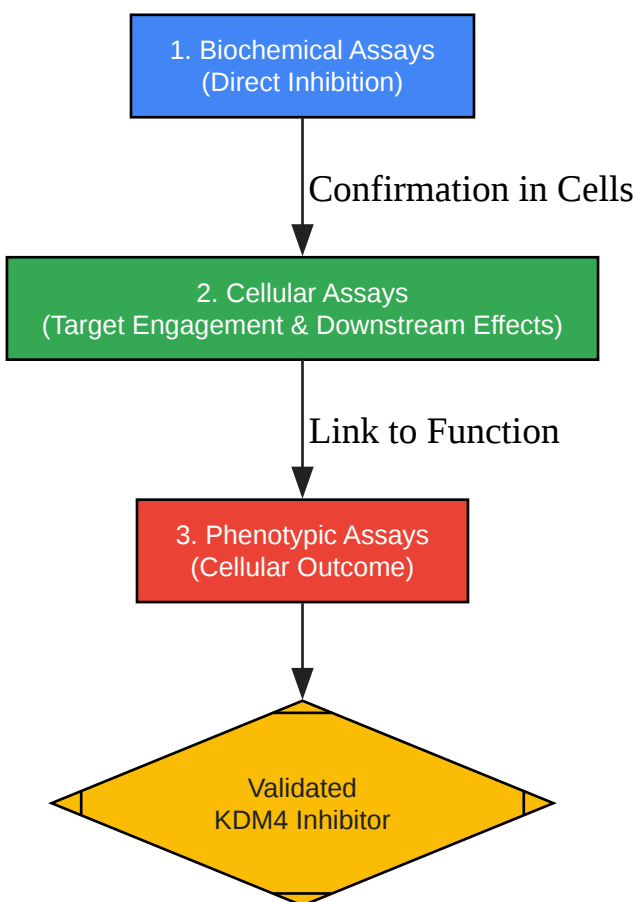 1. Biochemical Assays
(Direct Inhibition)
Confirmation in Cells
2. Cellular Assays
(Target Engagement & Downstream Effects)
Link to Function
3. Phenotypic Assays
(Cellular Outcome)
Validated
KDM4 Inhibitor